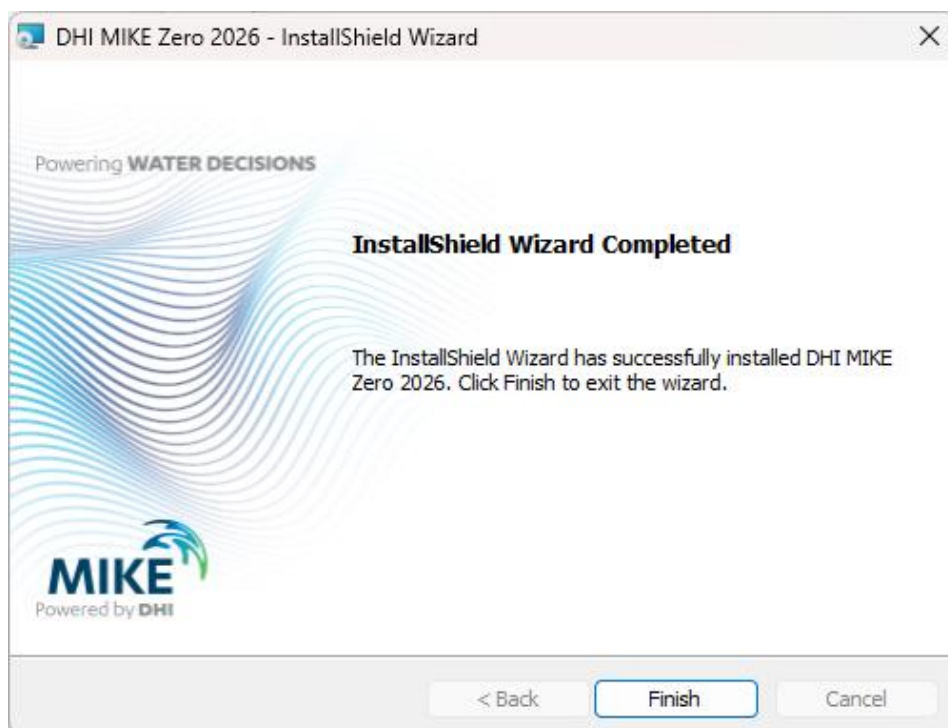 DHI MIKE Zero 2026 - InstallShield Wizard
Powering WATER DECISIONS
InstallShield Wizard Completed
The InstallShield Wizard has successfully installed DHI MIKE
Zero 2026. Click Finish to exit the wizard.
MIKE
Powered by DHI
< Back
Finish
Cancel